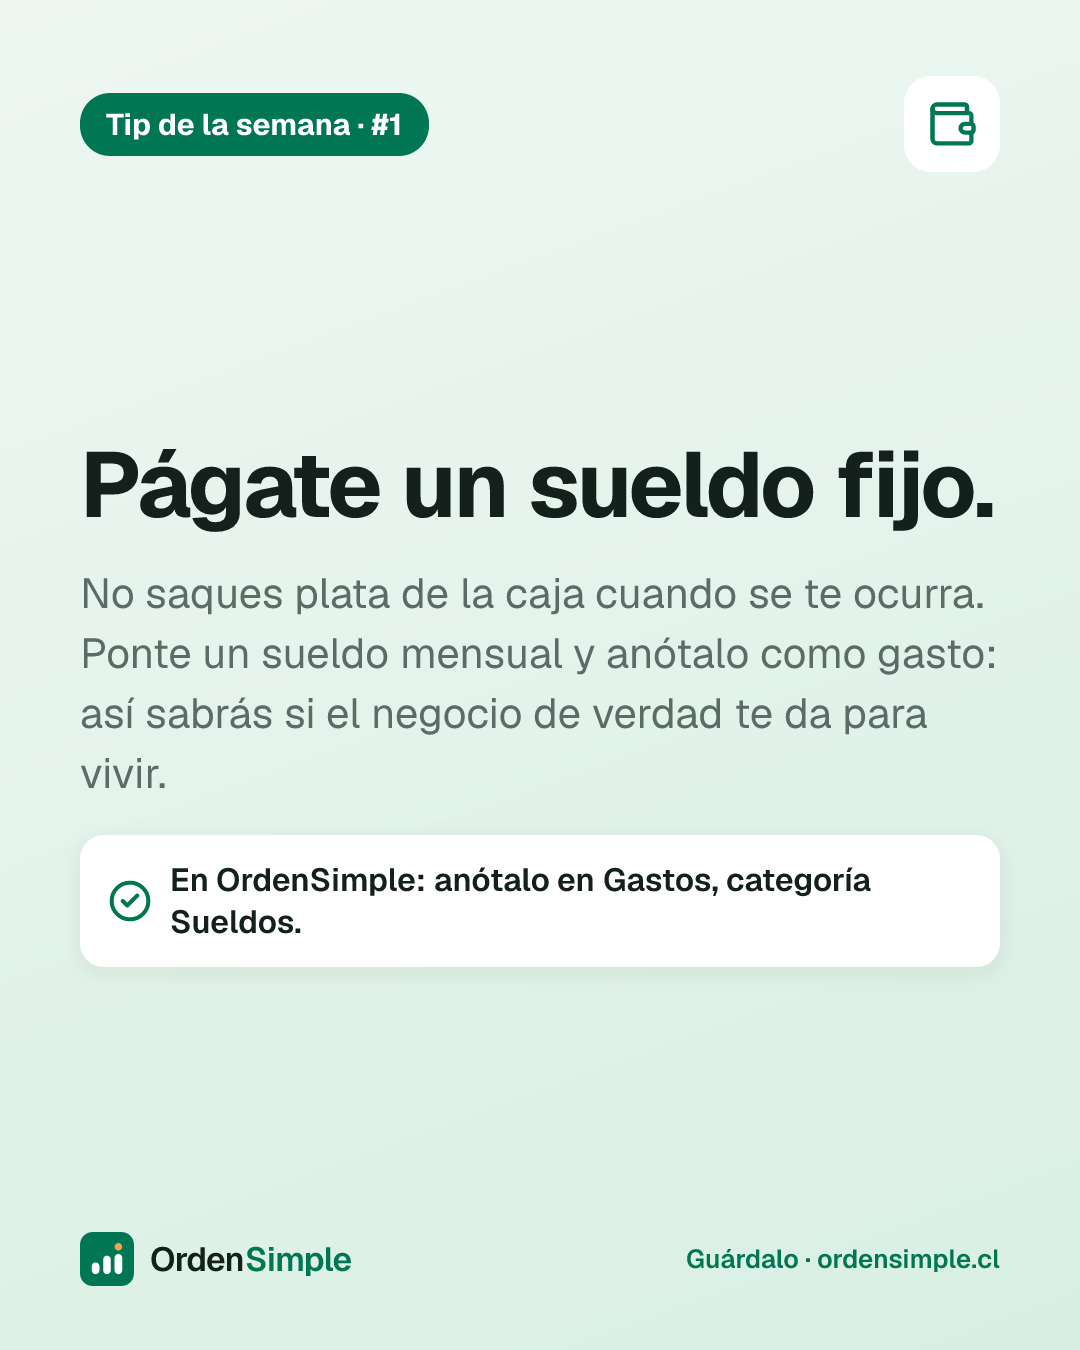 Tip de la semana · #1
Págate un sueldo fijo.
No saques plata de la caja cuando se te ocurra.
Ponte un sueldo mensual y anótalo como gasto:
así sabrás si el negocio de verdad te da para
vivir.
En OrdenSimple: anótalo en Gastos, categoría
Sueldos.
OrdenSimple
Guárdalo · ordensimple.cl